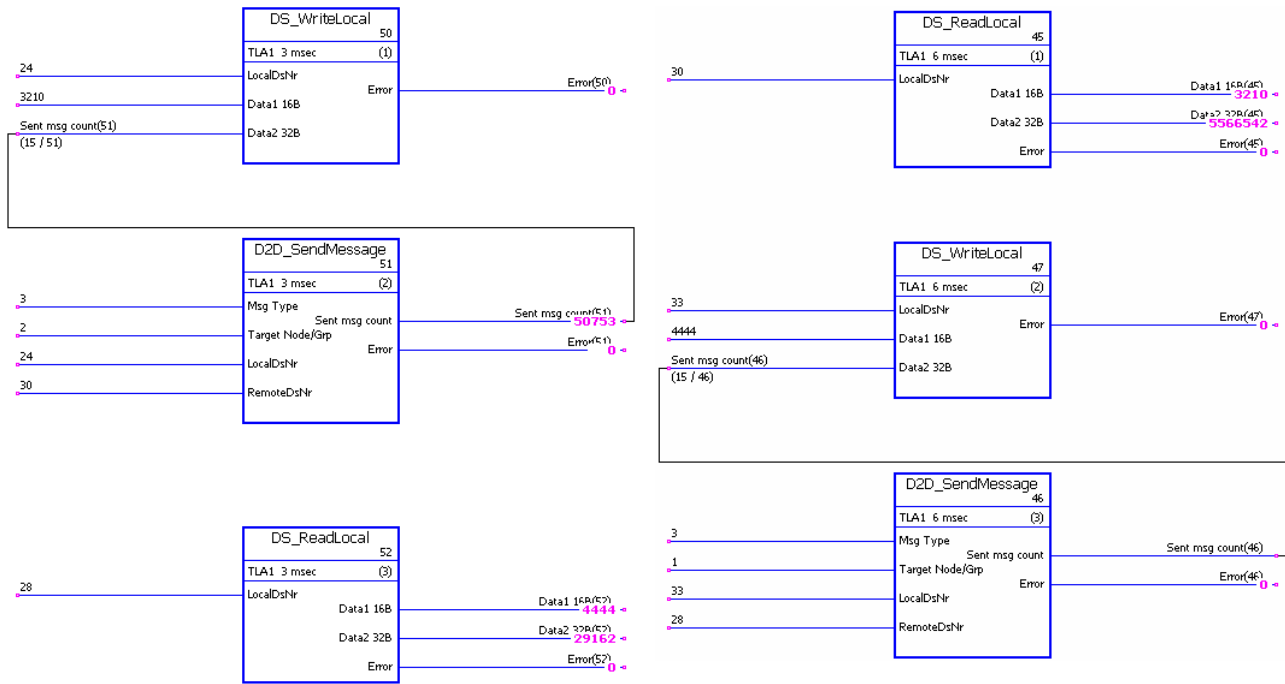 DS_WriteLocal
50
TLA1 3 msec (1)
24
LocalDsNr
Error(50)
Error
0
3210
Data1 16B
Sent msg count(51)
Data2 32B
(15 / 51)
D2D_SendMessage
51
TLA1 3 msec (2)
3
Msg Type
Sent msg count(51)
Sent msg count
50753
2
Target Node/Grp
Error(51)
Error
0
24
LocalDsNr
30
RemoteDsNr
DS_ReadLocal
52
TLA1 3 msec (3)
28
LocalDsNr
Data1 16B(52)
Data1 16B
4444
Data2 32B(52)
Data2 32B
29162
Error(52)
Error
0
DS_ReadLocal
45
TLA1 6 msec (1)
30
LocalDsNr
Data1 16B(45)
Data1 16B
3210
Data2 32B(45)
Data2 32B
5566542
Error(45)
Error
0
DS_WriteLocal
47
TLA1 6 msec (2)
33
LocalDsNr
Error(47)
Error
0
4444
Data1 16B
Sent msg count(46)
Data2 32B
(15 / 46)
D2D_SendMessage
46
TLA1 6 msec (3)
3
Msg Type
Sent msg count(46)
Sent msg count
1
Target Node/Grp
Error(46)
Error
0
33
LocalDsNr
28
RemoteDsNr